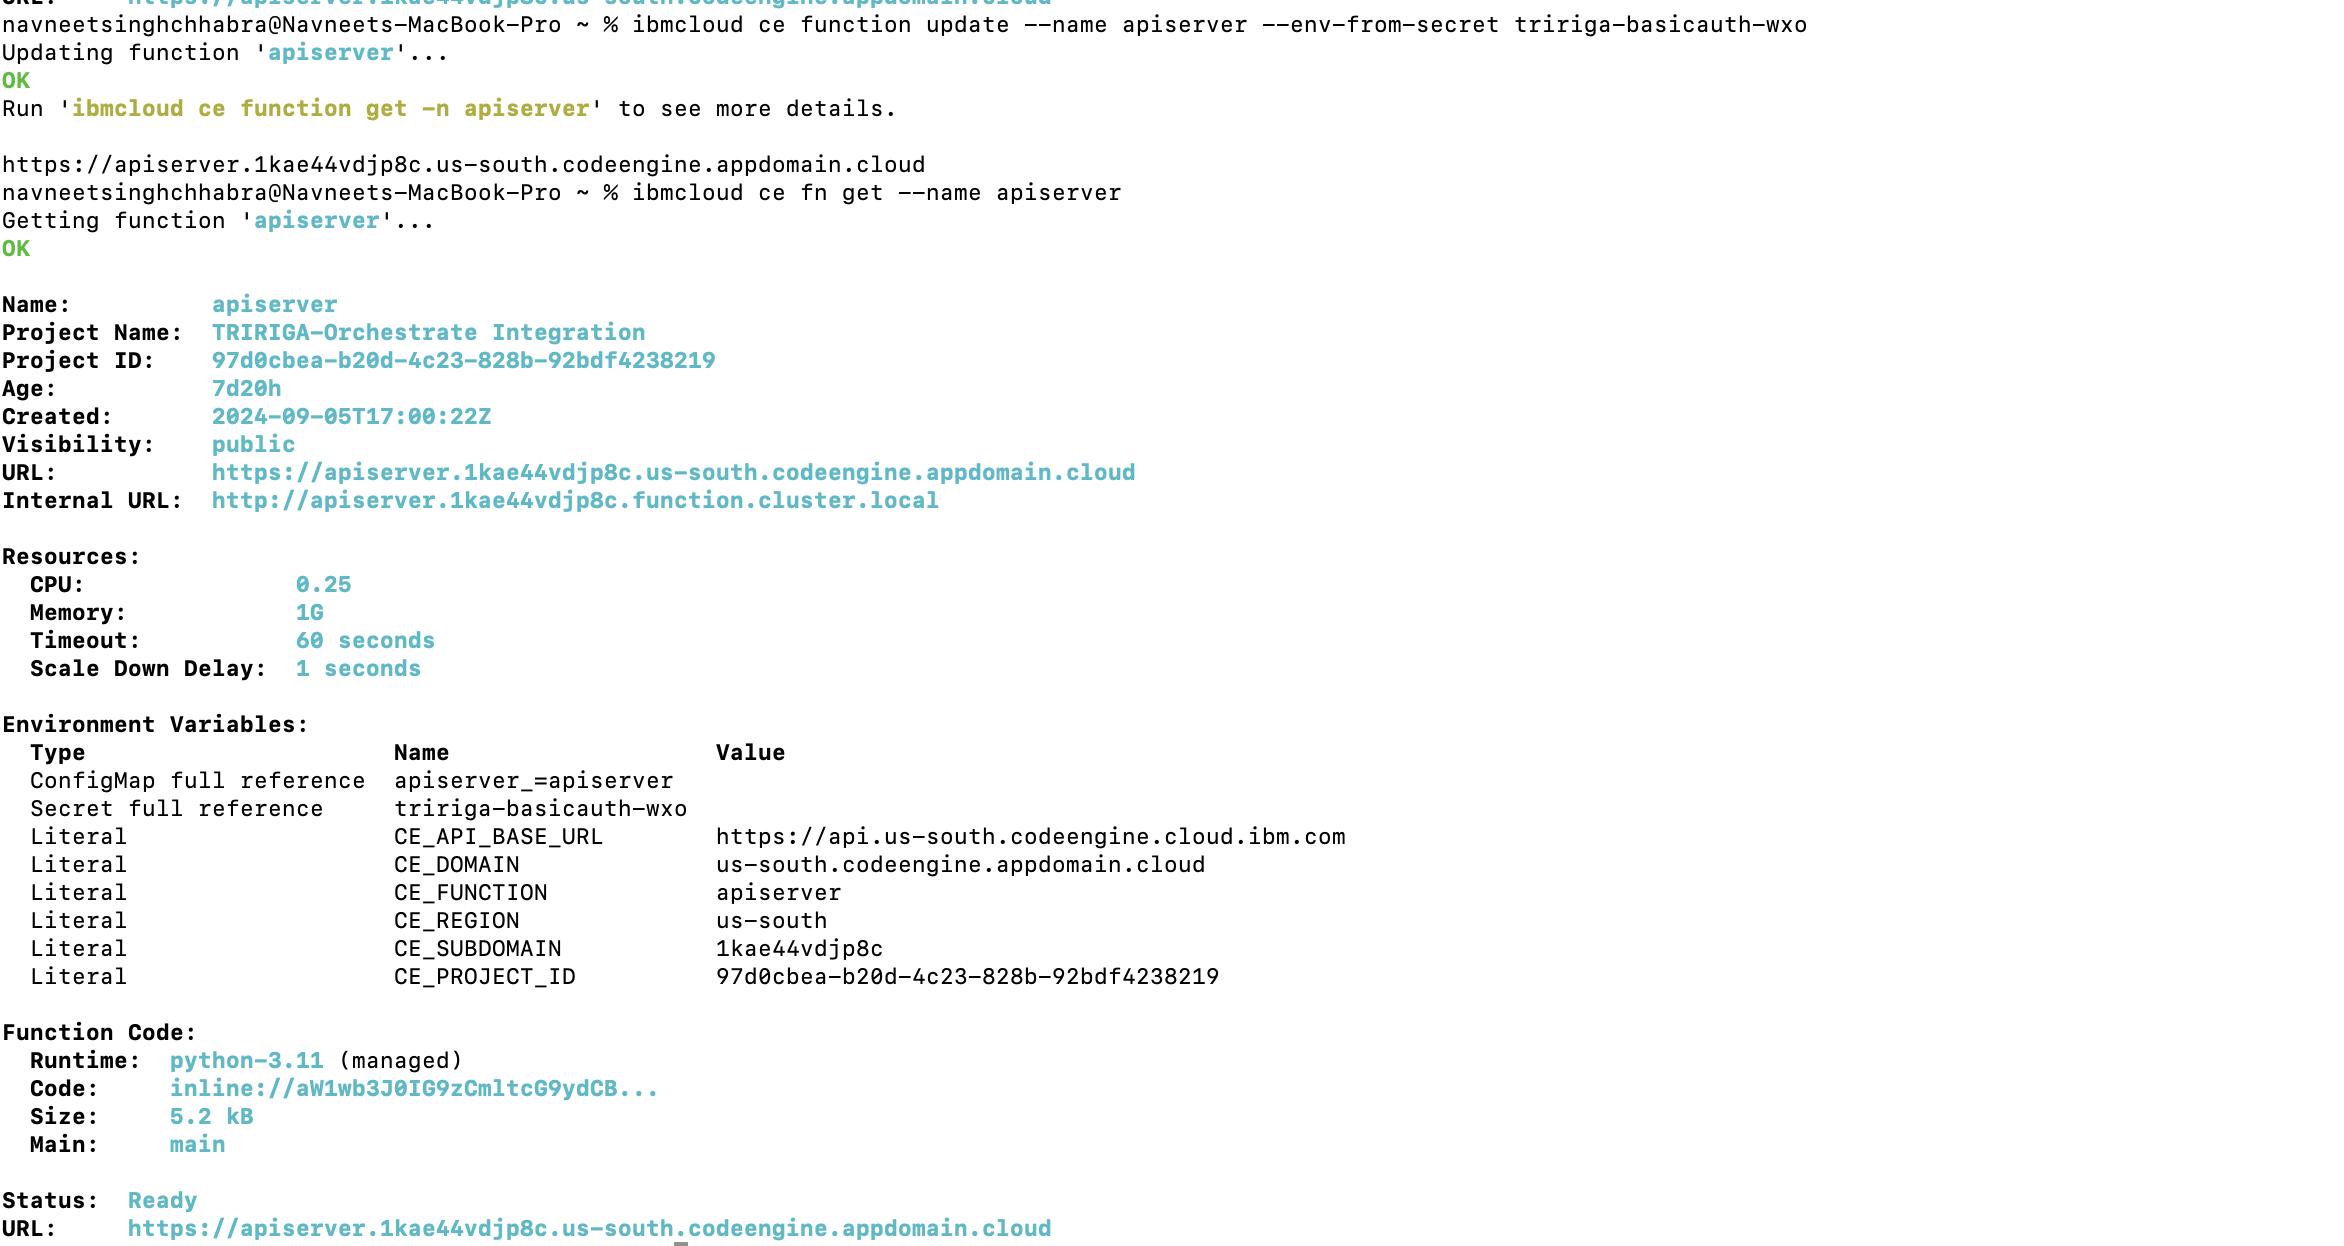 URL: https://apiserver.1kae44vdjp8c.us-south.codeengine.appdomain.cloud
navneetsinghchhabra@Navneets-MacBook-Pro ~ % ibmcloud ce function update --name apiserver --env-from-secret tririga-basicauth-wxo
Updating function 'apiserver'...
OK
Run 'ibmcloud ce function get -n apiserver' to see more details.
https://apiserver.1kae44vdjp8c.us-south.codeengine.appdomain.cloud
navneetsinghchhabra@Navneets-MacBook-Pro ~ % ibmcloud ce fn get --name apiserver
Getting function 'apiserver'...
OK
Name: apiserver
Project Name: TRIRIGA-Orchestrate Integration
Project ID: 97d0cbea-b20d-4c23-828b-92bdf4238219
Age: 7d20h
Created: 2024-09-05T17:00:22Z
Visibility: public
URL: https://apiserver.1kae44vdjp8c.us-south.codeengine.appdomain.cloud
Internal URL: http://apiserver.1kae44vdjp8c.function.cluster.local
Resources:
CPU: 0.25
Memory: 1G
Timeout: 60 seconds
Scale Down Delay: 1 seconds
Environment Variables:
Type Name Value
ConfigMap full reference apiserver_=apiserver
Secret full reference tririga-basicauth-wxo
Literal CE_API_BASE_URL https://api.us-south.codeengine.cloud.ibm.com
Literal CE_DOMAIN us-south.codeengine.appdomain.cloud
Literal CE_FUNCTION apiserver
Literal CE_REGION us-south
Literal CE_SUBDOMAIN 1kae44vdjp8c
Literal CE_PROJECT_ID 97d0cbea-b20d-4c23-828b-92bdf4238219
Function Code:
Runtime: python-3.11 (managed)
Code: inline://aW1wb3J0IG9zCmltcG9ydCB...
Size: 5.2 kB
Main: main
Status: Ready
URL: https://apiserver.1kae44vdjp8c.us-south.codeengine.appdomain.cloud